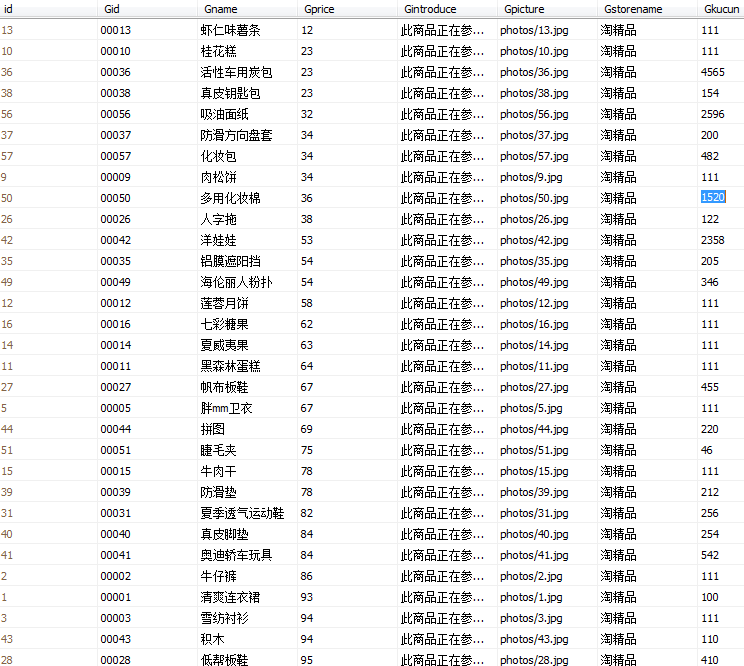 id Gid Gname Gprice Gintroduce Gpicture Gstorename Gkucun
13 00013 虾仁味薯条 12 此商品正在参... photos/13.jpg 淘精品 111
10 00010 桂花糕 23 此商品正在参... photos/10.jpg 淘精品 111
36 00036 活性车用炭包 23 此商品正在参... photos/36.jpg 淘精品 4565
38 00038 真皮钥匙包 23 此商品正在参... photos/38.jpg 淘精品 154
56 00056 吸油面纸 32 此商品正在参... photos/56.jpg 淘精品 2596
37 00037 防滑方向盘套 34 此商品正在参... photos/37.jpg 淘精品 200
57 00057 化妆包 34 此商品正在参... photos/57.jpg 淘精品 482
9 00009 肉松饼 34 此商品正在参... photos/9.jpg 淘精品 111
50 00050 多用化妆棉 36 此商品正在参... photos/50.jpg 淘精品 1520
26 00026 人字拖 38 此商品正在参... photos/26.jpg 淘精品 122
42 00042 洋娃娃 53 此商品正在参... photos/42.jpg 淘精品 2358
35 00035 铝膜遮阳挡 54 此商品正在参... photos/35.jpg 淘精品 205
49 00049 海伦丽人粉扑 54 此商品正在参... photos/49.jpg 淘精品 346
12 00012 莲蓉月饼 58 此商品正在参... photos/12.jpg 淘精品 111
16 00016 七彩糖果 62 此商品正在参... photos/16.jpg 淘精品 111
14 00014 夏威夷果 63 此商品正在参... photos/14.jpg 淘精品 111
11 00011 黑森林蛋糕 64 此商品正在参... photos/11.jpg 淘精品 111
27 00027 帆布板鞋 67 此商品正在参... photos/27.jpg 淘精品 455
5 00005 胖mm卫衣 67 此商品正在参... photos/5.jpg 淘精品 111
44 00044 拼图 69 此商品正在参... photos/44.jpg 淘精品 220
51 00051 睫毛夹 75 此商品正在参... photos/51.jpg 淘精品 46
15 00015 牛肉干 78 此商品正在参... photos/15.jpg 淘精品 111
39 00039 防滑垫 78 此商品正在参... photos/39.jpg 淘精品 212
31 00031 夏季透气运动鞋 82 此商品正在参... photos/31.jpg 淘精品 256
40 00040 真皮脚垫 84 此商品正在参... photos/40.jpg 淘精品 254
41 00041 奥迪轿车玩具 84 此商品正在参... photos/41.jpg 淘精品 542
2 00002 牛仔裤 86 此商品正在参... photos/2.jpg 淘精品 111
1 00001 清爽连衣裙 93 此商品正在参... photos/1.jpg 淘精品 100
3 00003 雪纺衬衫 94 此商品正在参... photos/3.jpg 淘精品 111
43 00043 积木 94 此商品正在参... photos/43.jpg 淘精品 110
28 00028 低帮板鞋 95 此商品正在参... photos/28.jpg 淘精品 410